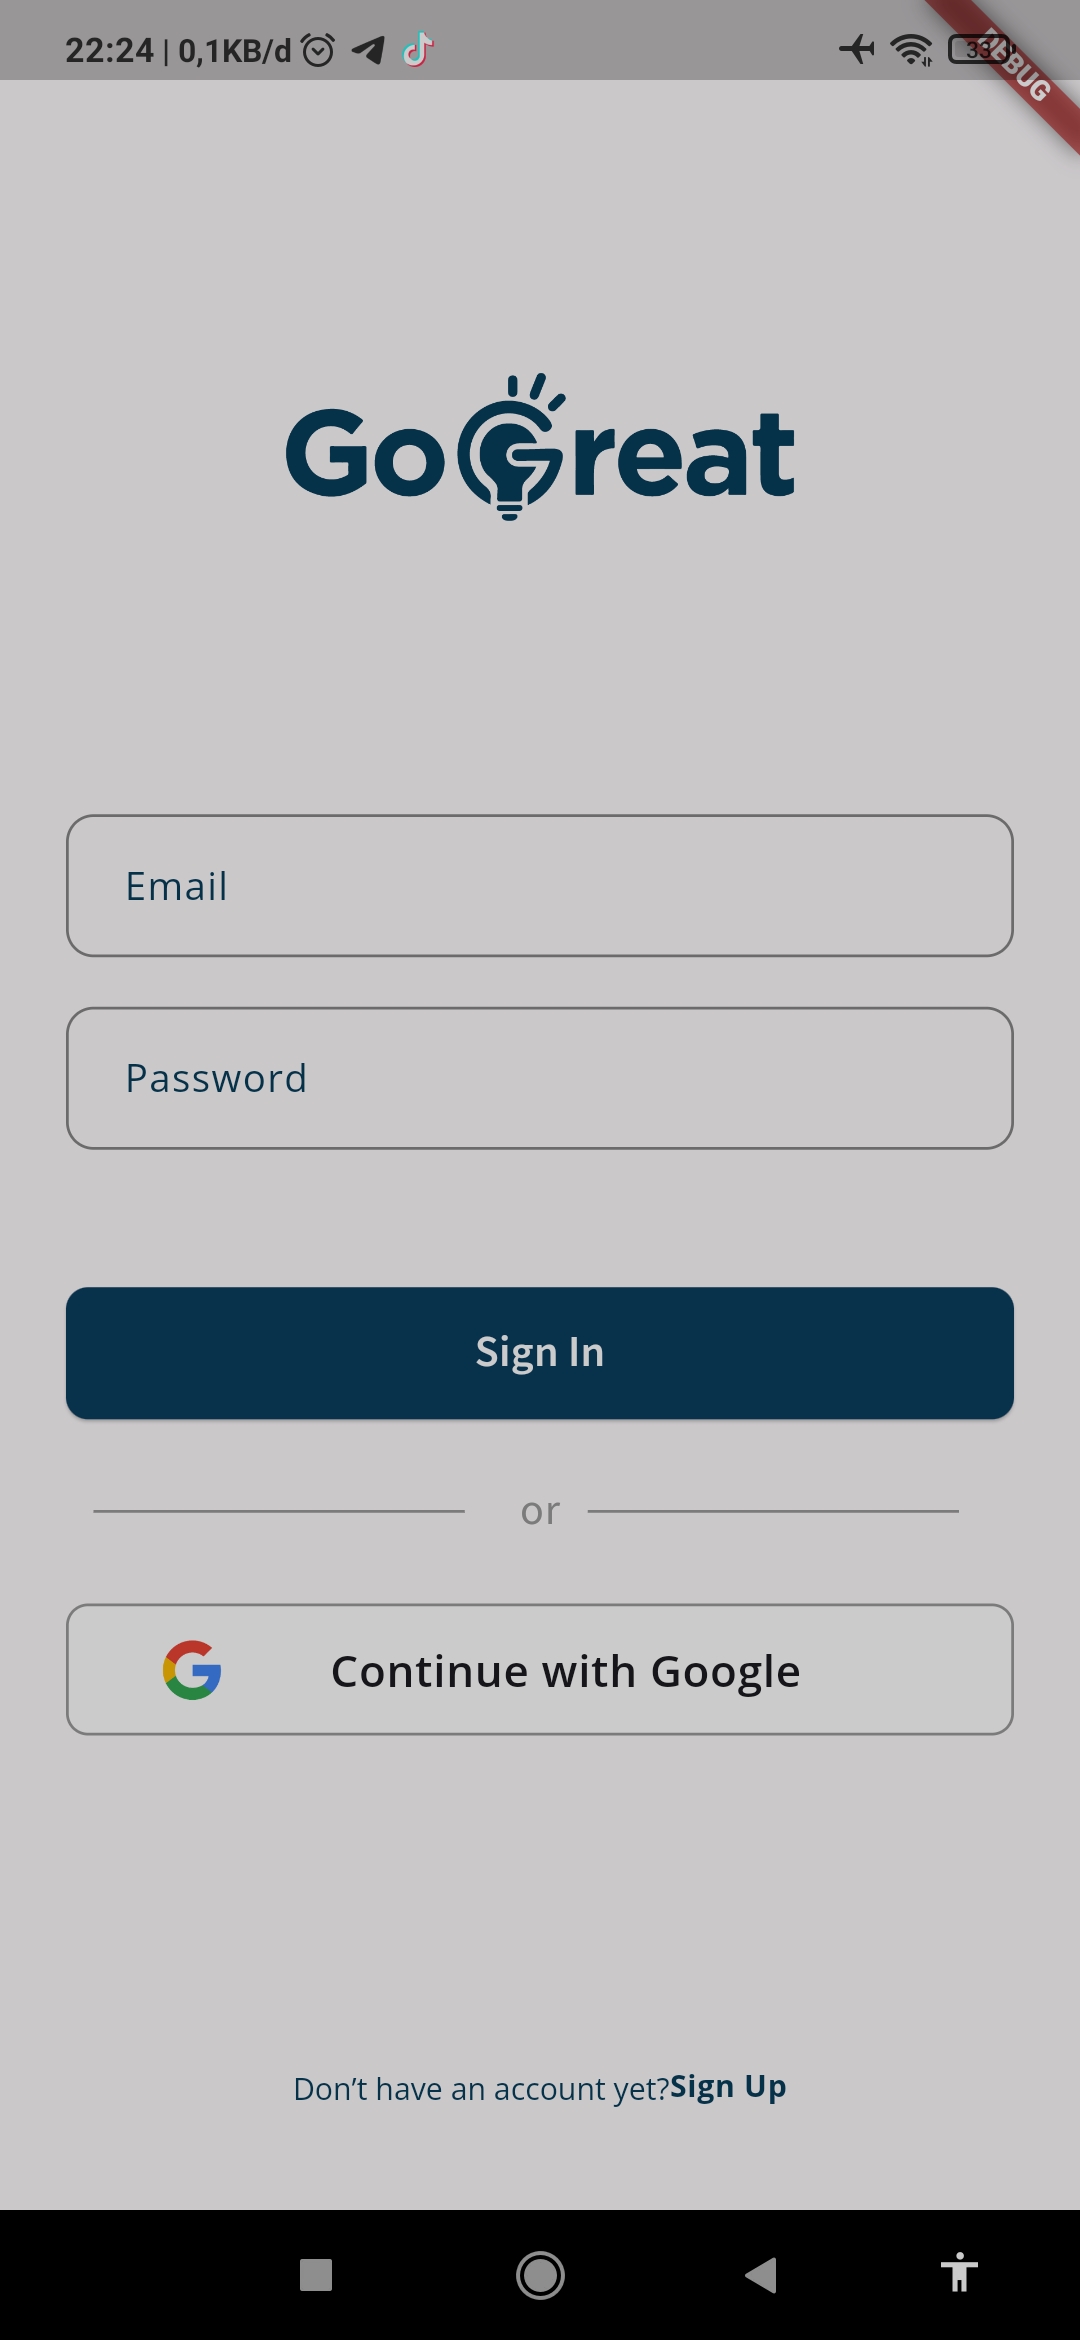 22:24 | 0,1KB/d
33
DEBUG
GoGreat
Email
Password
Sign In
or
Continue with Google
Don’t have an account yet?Sign Up